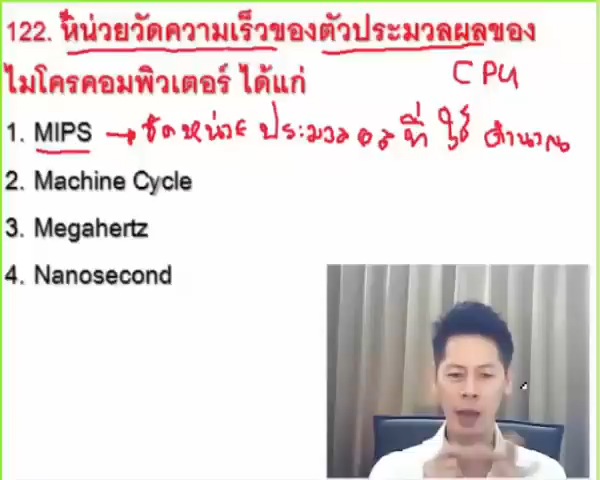 122. หน่วยวัดความเร็วของตัวประมวลผลของ
ไมโครคอมพิวเตอร์ ได้แก่
CPU
1. MIPS → วัดหน่วยประมวลผลที่ใช้คำนวณ
2. Machine Cycle
3. Megahertz
4. Nanosecond